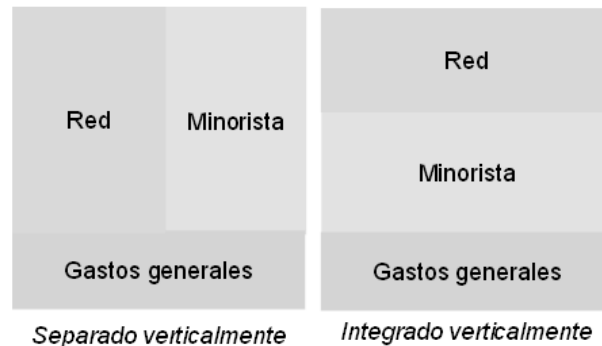 Red
Minorista
Gastos generales
Separado verticalmente
Red
Minorista
Gastos generales
Integrado verticalmente